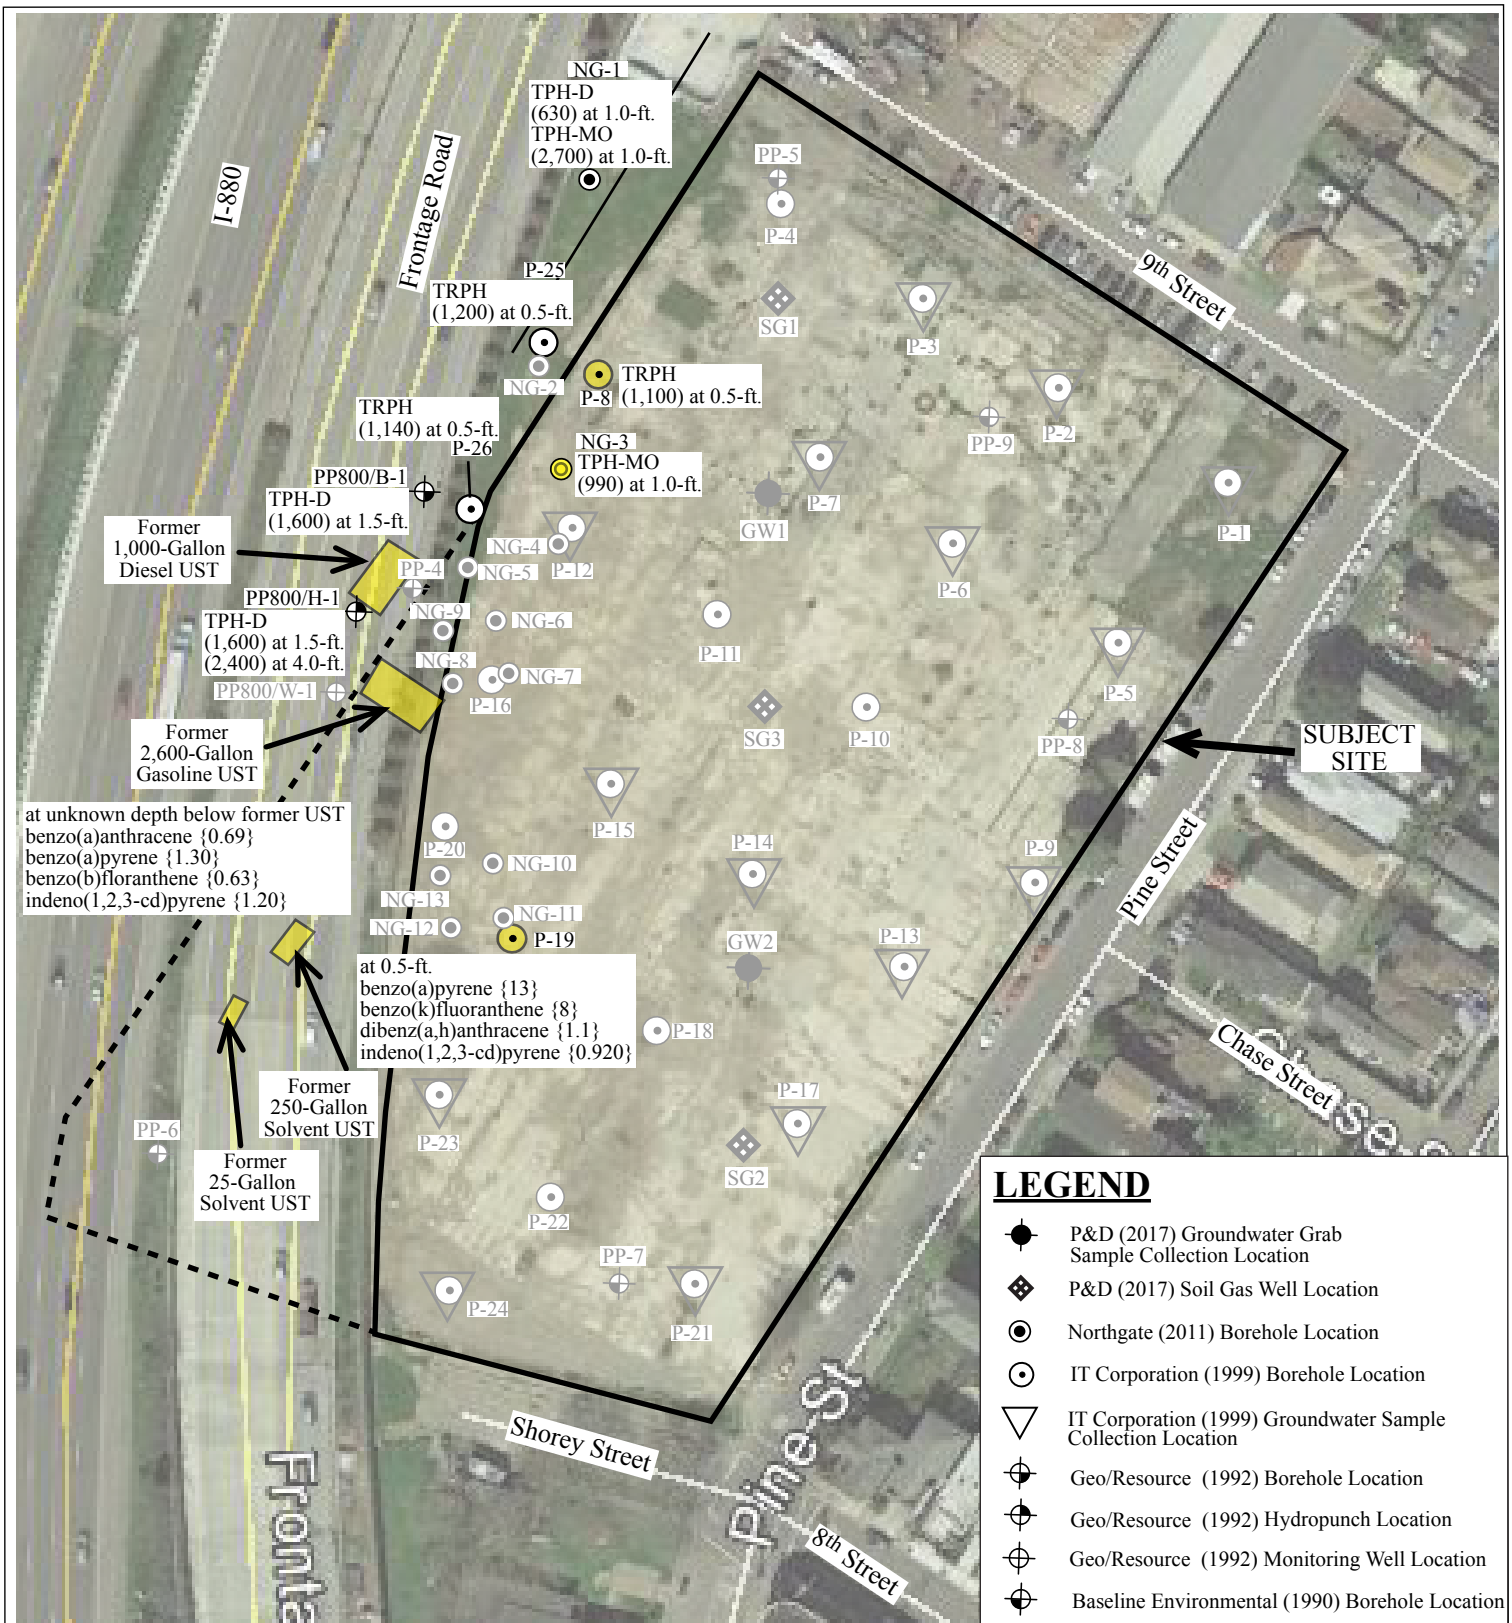 NG-1
TPH-D
(630) at 1.0-ft.
TPH-MO
(2,700) at 1.0-ft.
I-880
Frontage Road
PP-5
P-4
9th Street
P-25
TRPH
(1,200) at 0.5-ft.
SG1
P-3
NG-2
P-8
TRPH
(1,100) at 0.5-ft.
TRPH
(1,140) at 0.5-ft.
P-26
PP-9
P-2
NG-3
TPH-MO
(990) at 1.0-ft.
PP800/B-1
TPH-D
(1,600) at 1.5-ft.
P-7
GW1
P-1
Former
1,000-Gallon
Diesel UST
NG-4
P-12
NG-5
PP-4
P-6
PP800/H-1
TPH-D
(1,600) at 1.5-ft.
(2,400) at 4.0-ft.
NG-9
NG-6
P-11
NG-8
NG-7
P-16
PP800/W-1
P-5
SG3
P-10
PP-8
SUBJECT
SITE
Former
2,600-Gallon
Gasoline UST
at unknown depth below former UST
benzo(a)anthracene {0.69}
benzo(a)pyrene {1.30}
benzo(b)floranthene {0.63}
indeno(1,2,3-cd)pyrene {1.20}
P-15
P-20
P-14
P-9
NG-10
NG-13
Pine Street
NG-11
NG-12
P-19
GW2
P-13
at 0.5-ft.
benzo(a)pyrene {13}
benzo(k)fluoranthene {8}
dibenz(a,h)anthracene {1.1}
indeno(1,2,3-cd)pyrene {0.920}
P-18
Chase Street
Former
250-Gallon
Solvent UST
P-17
PP-6
P-23
Former
25-Gallon
Solvent UST
SG2
P-22
PP-7
P-24
P-21
Shorey Street
Pine St
8th Street
Fronta
LEGEND
P&D (2017) Groundwater Grab
Sample Collection Location
P&D (2017) Soil Gas Well Location
Northgate (2011) Borehole Location
IT Corporation (1999) Borehole Location
IT Corporation (1999) Groundwater Sample
Collection Location
Geo/Resource (1992) Borehole Location
Geo/Resource (1992) Hydropunch Location
Geo/Resource (1992) Monitoring Well Location
Baseline Environmental (1990) Borehole Location